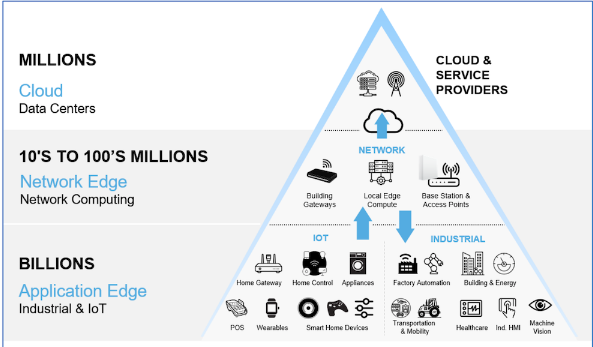 MILLIONS
Cloud
Data Centers
CLOUD &
SERVICE
PROVIDERS
10'S TO 100’S MILLIONS
Network Edge
Network Computing
NETWORK
Building
Gateways
Local Edge
Compute
Base Station &
Access Points
BILLIONS
Application Edge
Industrial & IoT
IOT
INDUSTRIAL
Home Gateway
Home Control
Appliances
Factory Automation
Building & Energy
POS
Wearables
Smart Home Devices
Transportation
& Mobility
Healthcare
Ind. HMI
Machine
Vision